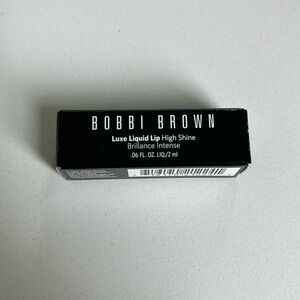 BOBBI BROWN
Luxe Liquid Lip High Shine
Brillance Intense
.06 FL. OZ. LIQ./2 ml